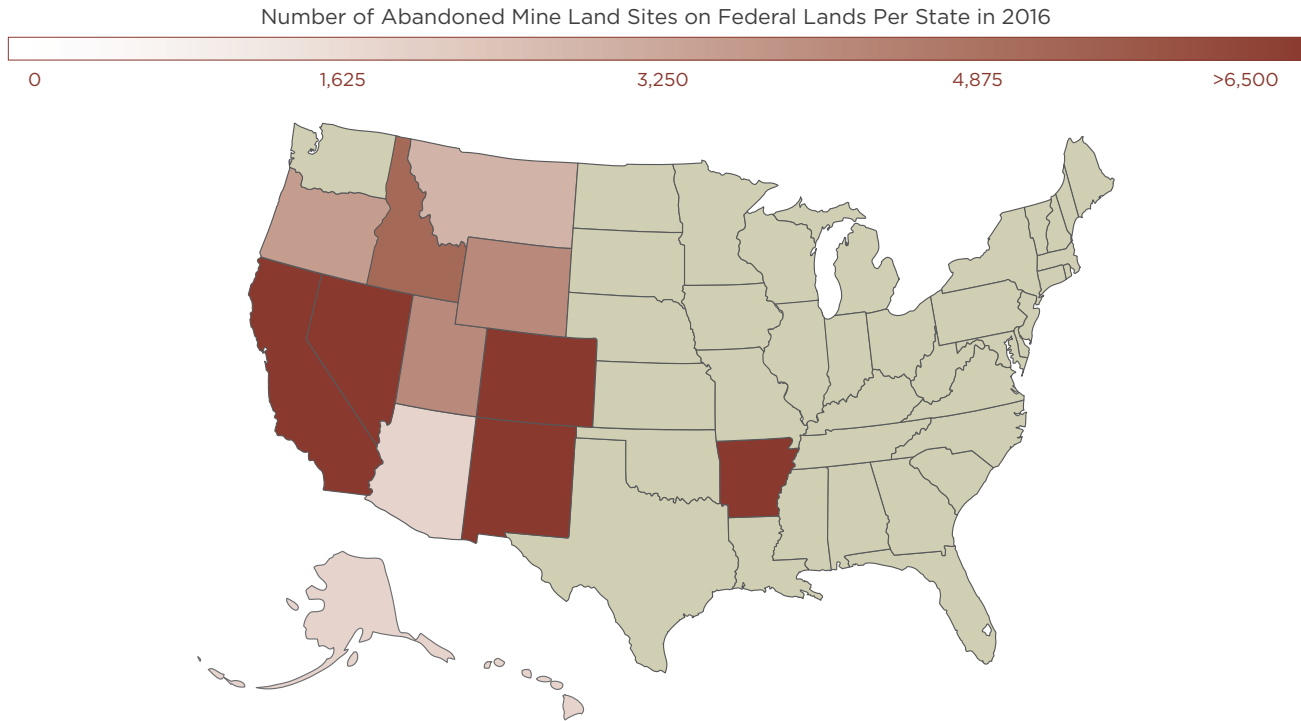 Number of Abandoned Mine Land Sites on Federal Lands Per State in 2016
0 1,625 3,250 4,875 >6,500